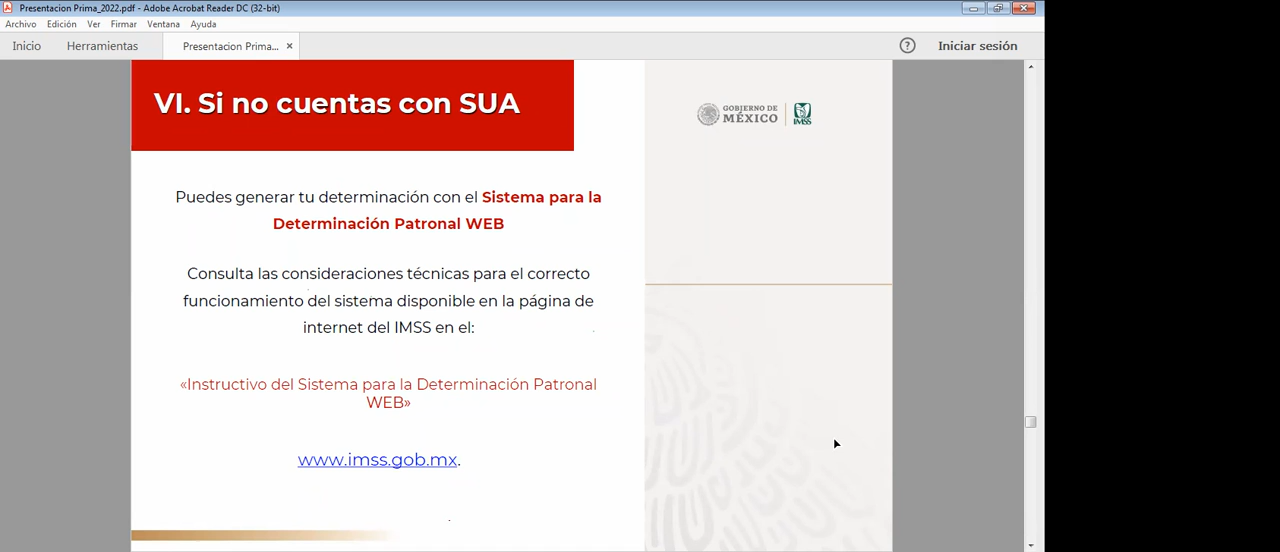 Presentacion Prima_2022.pdf - Adobe Acrobat Reader DC (32-bit)
Archivo Edición Ver Firmar Ventana Ayuda
Inicio Herramientas Presentacion Prima... × ? Iniciar sesión
VI. Si no cuentas con SUA
GOBIERNO DE
MÉXICO
IMSS
Puedes generar tu determinación con el Sistema para la
Determinación Patronal WEB
Consulta las consideraciones técnicas para el correcto
funcionamiento del sistema disponible en la página de
internet del IMSS en el:
«Instructivo del Sistema para la Determinación Patronal
WEB»
www.imss.gob.mx.